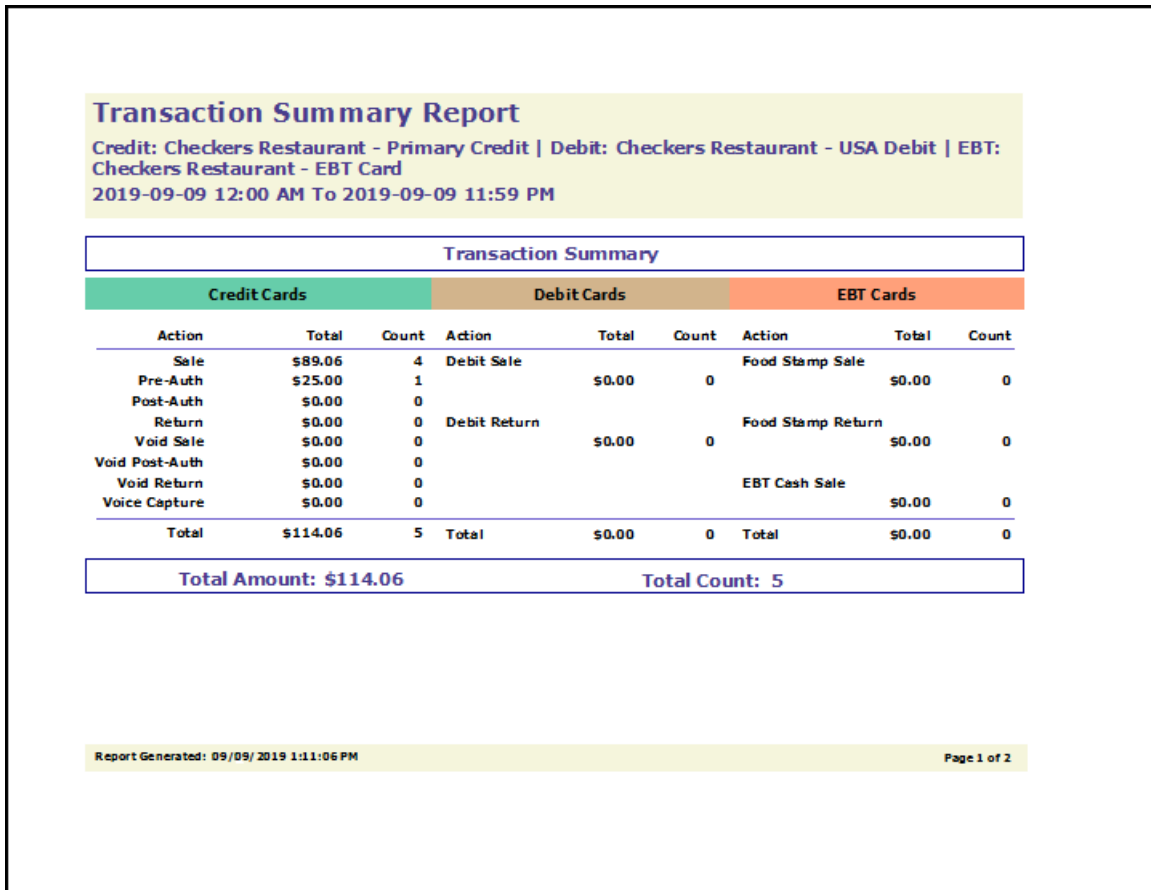 Transaction Summary Report
Credit: Checkers Restaurant - Primary Credit | Debit: Checkers Restaurant - USA Debit | EBT:
Checkers Restaurant - EBT Card
2019-09-09 12:00 AM To 2019-09-09 11:59 PM
Transaction Summary
Credit Cards Debit Cards EBT Cards
Action Total Count Action Total Count Action Total Count
Sale $89.06 4 Debit Sale Food Stamp Sale
Pre-Auth $25.00 1 $0.00 0 $0.00 0
Post-Auth $0.00 0
Return $0.00 0 Debit Return Food Stamp Return
Void Sale $0.00 0 $0.00 0 $0.00 0
Void Post-Auth $0.00 0
Void Return $0.00 0 EBT Cash Sale
Voice Capture $0.00 0 $0.00 0
Total $114.06 5 Total $0.00 0 Total $0.00 0
Total Amount: $114.06 Total Count: 5
Report Generated: 09/09/2019 1:11:06 PM Page 1 of 2